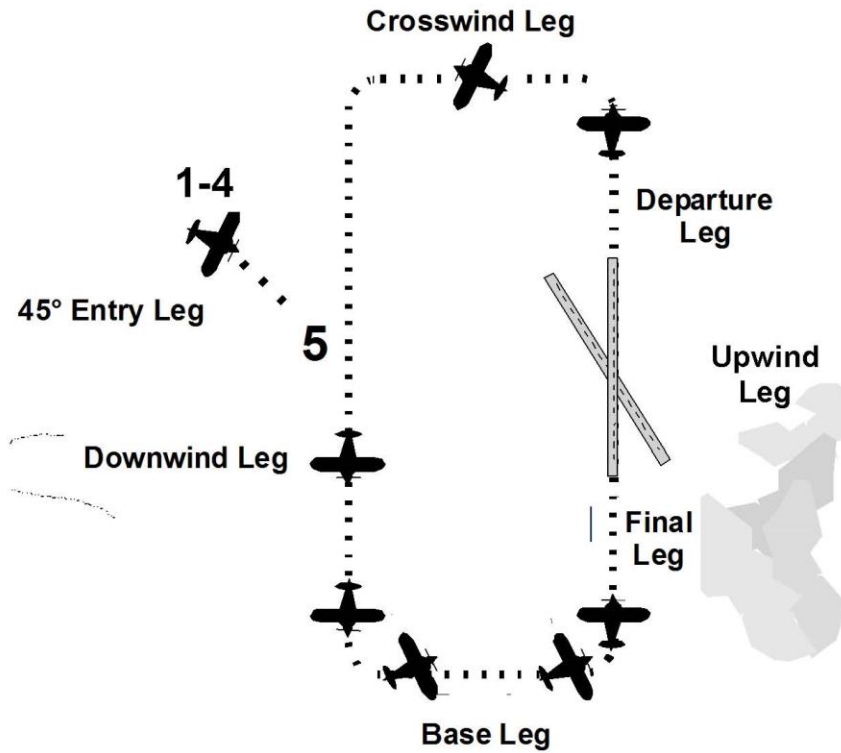 Crosswind Leg
1-4
Departure
Leg
45° Entry Leg
5
Upwind
Leg
Downwind Leg
Final
Leg
Base Leg